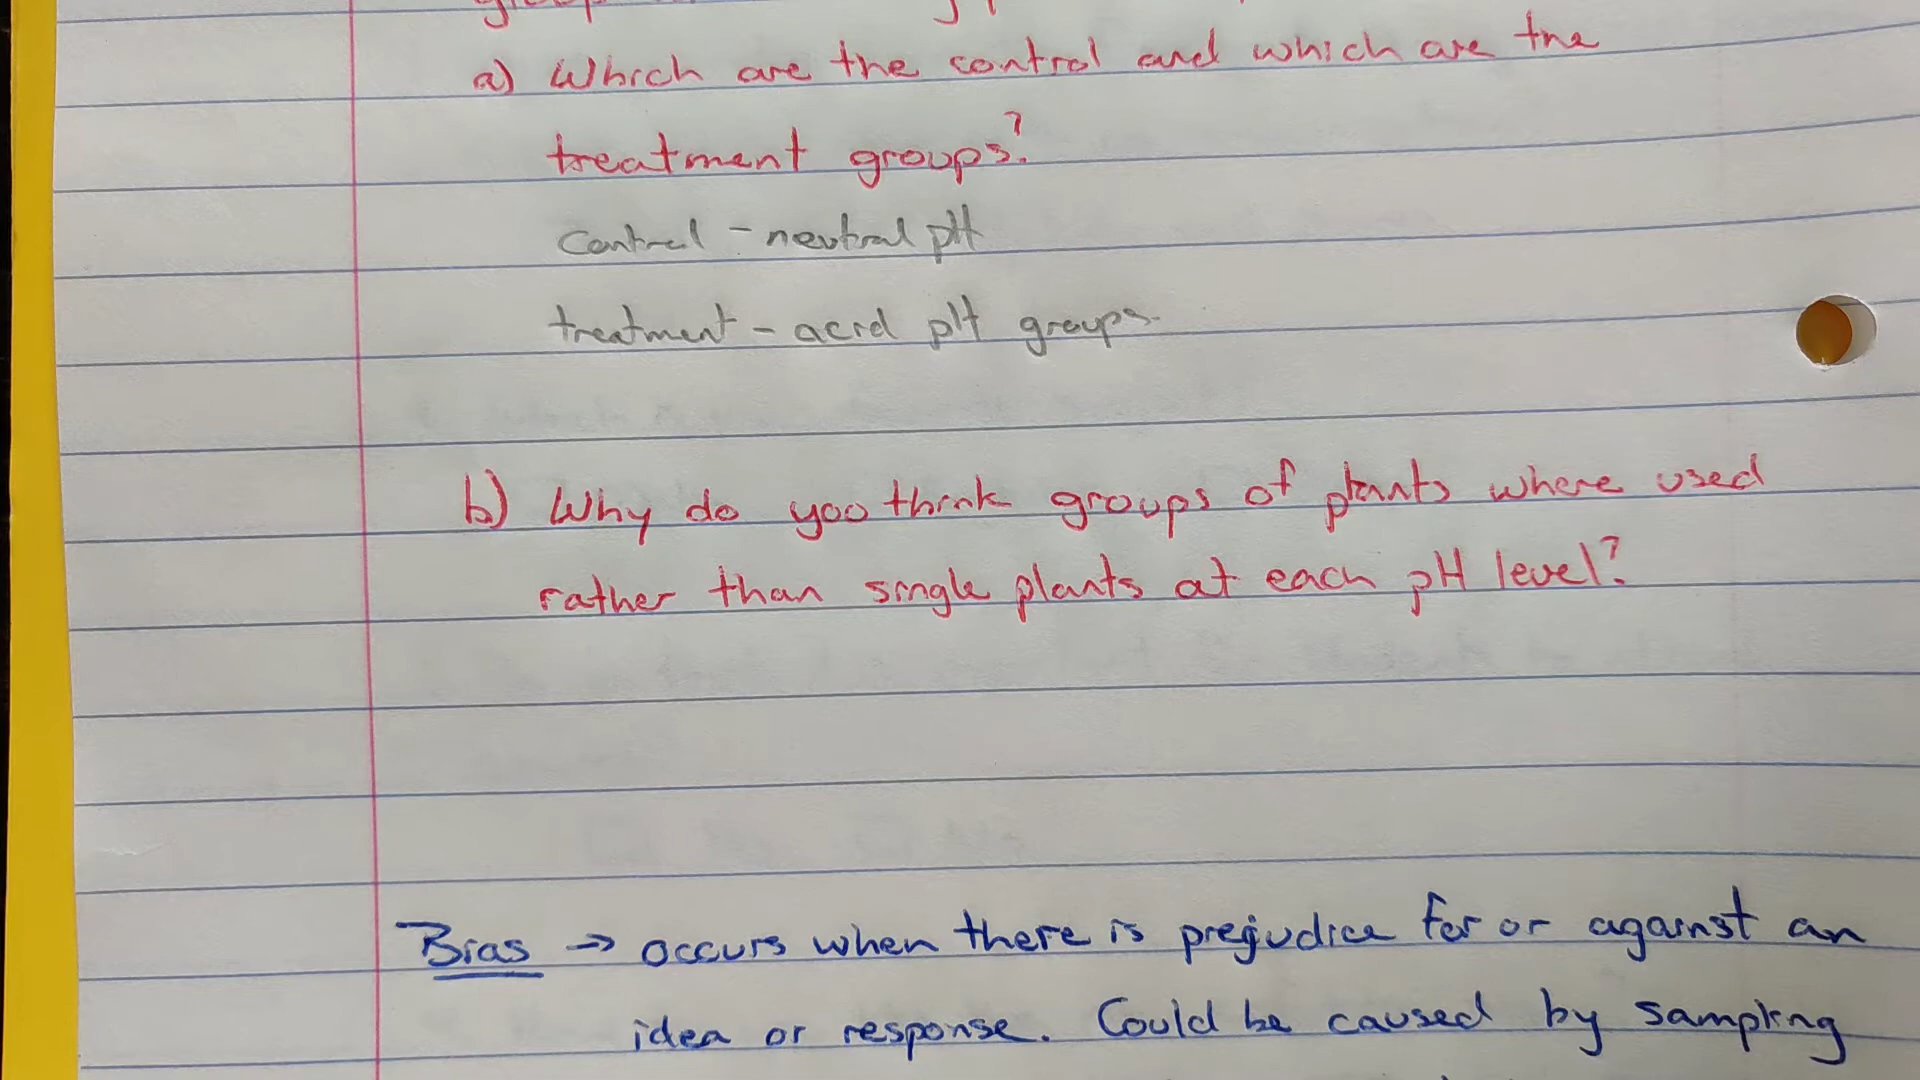 group
a) Which are the control and which are the
treatment groups?
Control - neutral pH
treatment - acid pH groups.
b) Why do you think groups of plants where used
rather than single plants at each pH level?
Bias → occurs when there is prejudice for or against an
idea or response. Could be caused by sampling